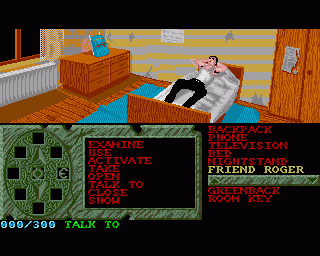 EXAMINE
USE
ACTIVATE
TAKE
OPEN
TALK TO
CLOSE
SHOW
BACKPACK
PHONE
TELEVISION
BED
NIGHTSTAND
FRIEND ROGER
GREENBACK
ROOM KEY
000/300 TALK TO